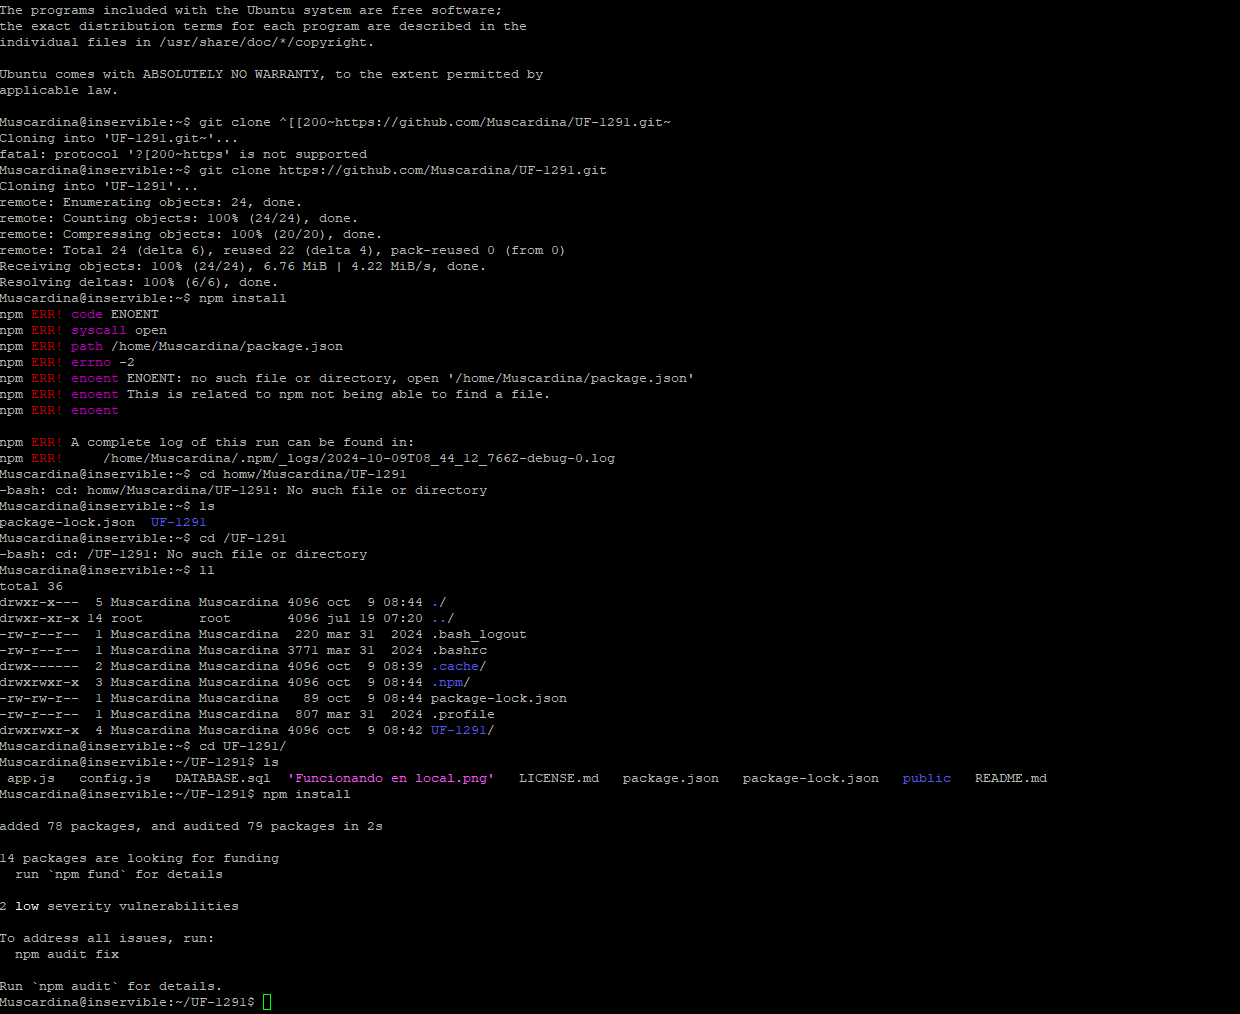 The programs included with the Ubuntu system are free software;
the exact distribution terms for each program are described in the
individual files in /usr/share/doc/*/copyright.
Ubuntu comes with ABSOLUTELY NO WARRANTY, to the extent permitted by
applicable law.
Muscardina@inservible:~$ git clone ^[[200~https://github.com/Muscardina/UF-1291.git~
Cloning into 'UF-1291.git~'...
fatal: protocol '?[200~https' is not supported
Muscardina@inservible:~$ git clone https://github.com/Muscardina/UF-1291.git
Cloning into 'UF-1291'...
remote: Enumerating objects: 24, done.
remote: Counting objects: 100% (24/24), done.
remote: Compressing objects: 100% (20/20), done.
remote: Total 24 (delta 6), reused 22 (delta 4), pack-reused 0 (from 0)
Receiving objects: 100% (24/24), 6.76 MiB | 4.22 MiB/s, done.
Resolving deltas: 100% (6/6), done.
Muscardina@inservible:~$ npm install
npm ERR! code ENOENT
npm ERR! syscall open
npm ERR! path /home/Muscardina/package.json
npm ERR! errno -2
npm ERR! enoent ENOENT: no such file or directory, open '/home/Muscardina/package.json'
npm ERR! enoent This is related to npm not being able to find a file.
npm ERR! enoent
npm ERR! A complete log of this run can be found in:
npm ERR!     /home/Muscardina/.npm/_logs/2024-10-09T08_44_12_766Z-debug-0.log
Muscardina@inservible:~$ cd homw/Muscardina/UF-1291
-bash: cd: homw/Muscardina/UF-1291: No such file or directory
Muscardina@inservible:~$ ls
package-lock.json  UF-1291
Muscardina@inservible:~$ cd /UF-1291
-bash: cd: /UF-1291: No such file or directory
Muscardina@inservible:~$ ll
total 36
drwxr-x---  5 Muscardina Muscardina 4096 oct  9 08:44 ./
drwxr-xr-x 14 root       root       4096 jul 19 07:20 ../
-rw-r--r--  1 Muscardina Muscardina  220 mar 31  2024 .bash_logout
-rw-r--r--  1 Muscardina Muscardina 3771 mar 31  2024 .bashrc
drwx------  2 Muscardina Muscardina 4096 oct  9 08:39 .cache/
drwxrwxr-x  3 Muscardina Muscardina 4096 oct  9 08:44 .npm/
-rw-rw-r--  1 Muscardina Muscardina   89 oct  9 08:44 package-lock.json
-rw-r--r--  1 Muscardina Muscardina  807 mar 31  2024 .profile
drwxrwxr-x  4 Muscardina Muscardina 4096 oct  9 08:42 UF-1291/
Muscardina@inservible:~$ cd UF-1291/
Muscardina@inservible:~/UF-1291$ ls
app.js   config.js   DATABASE.sql  'Funcionando en local.png'   LICENSE.md   package.json   package-lock.json   public   README.md
Muscardina@inservible:~/UF-1291$ npm install
added 78 packages, and audited 79 packages in 2s
14 packages are looking for funding
  run `npm fund` for details
2 low severity vulnerabilities
To address all issues, run:
  npm audit fix
Run `npm audit` for details.
Muscardina@inservible:~/UF-1291$